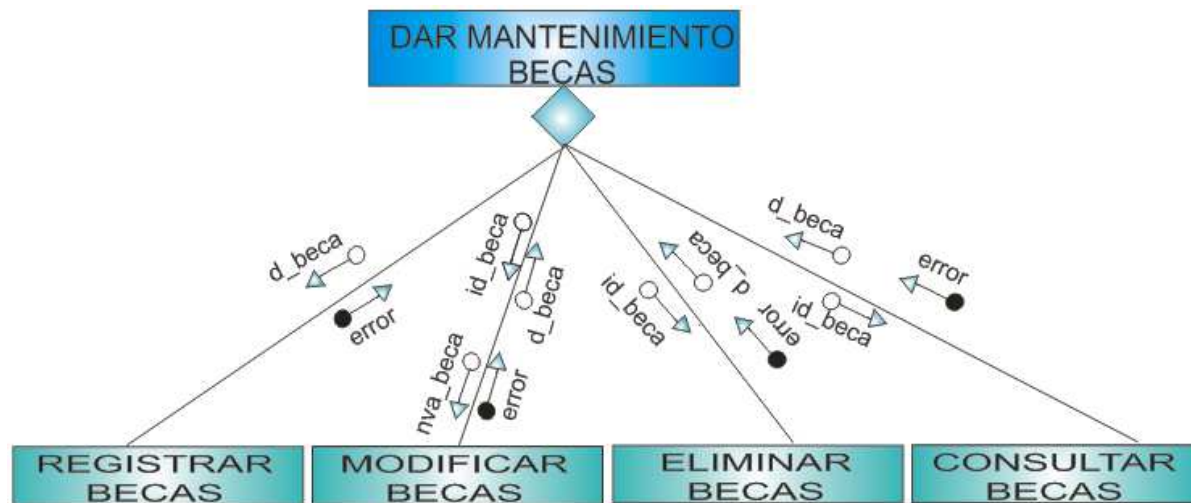 DAR MANTENIMIENTO
BECAS
d_beca
error
id_beca
d_beca
nva_beca
error
d_beca
id_beca
error
d_beca
error
id_beca
REGISTRAR
BECAS
MODIFICAR
BECAS
ELIMINAR
BECAS
CONSULTAR
BECAS